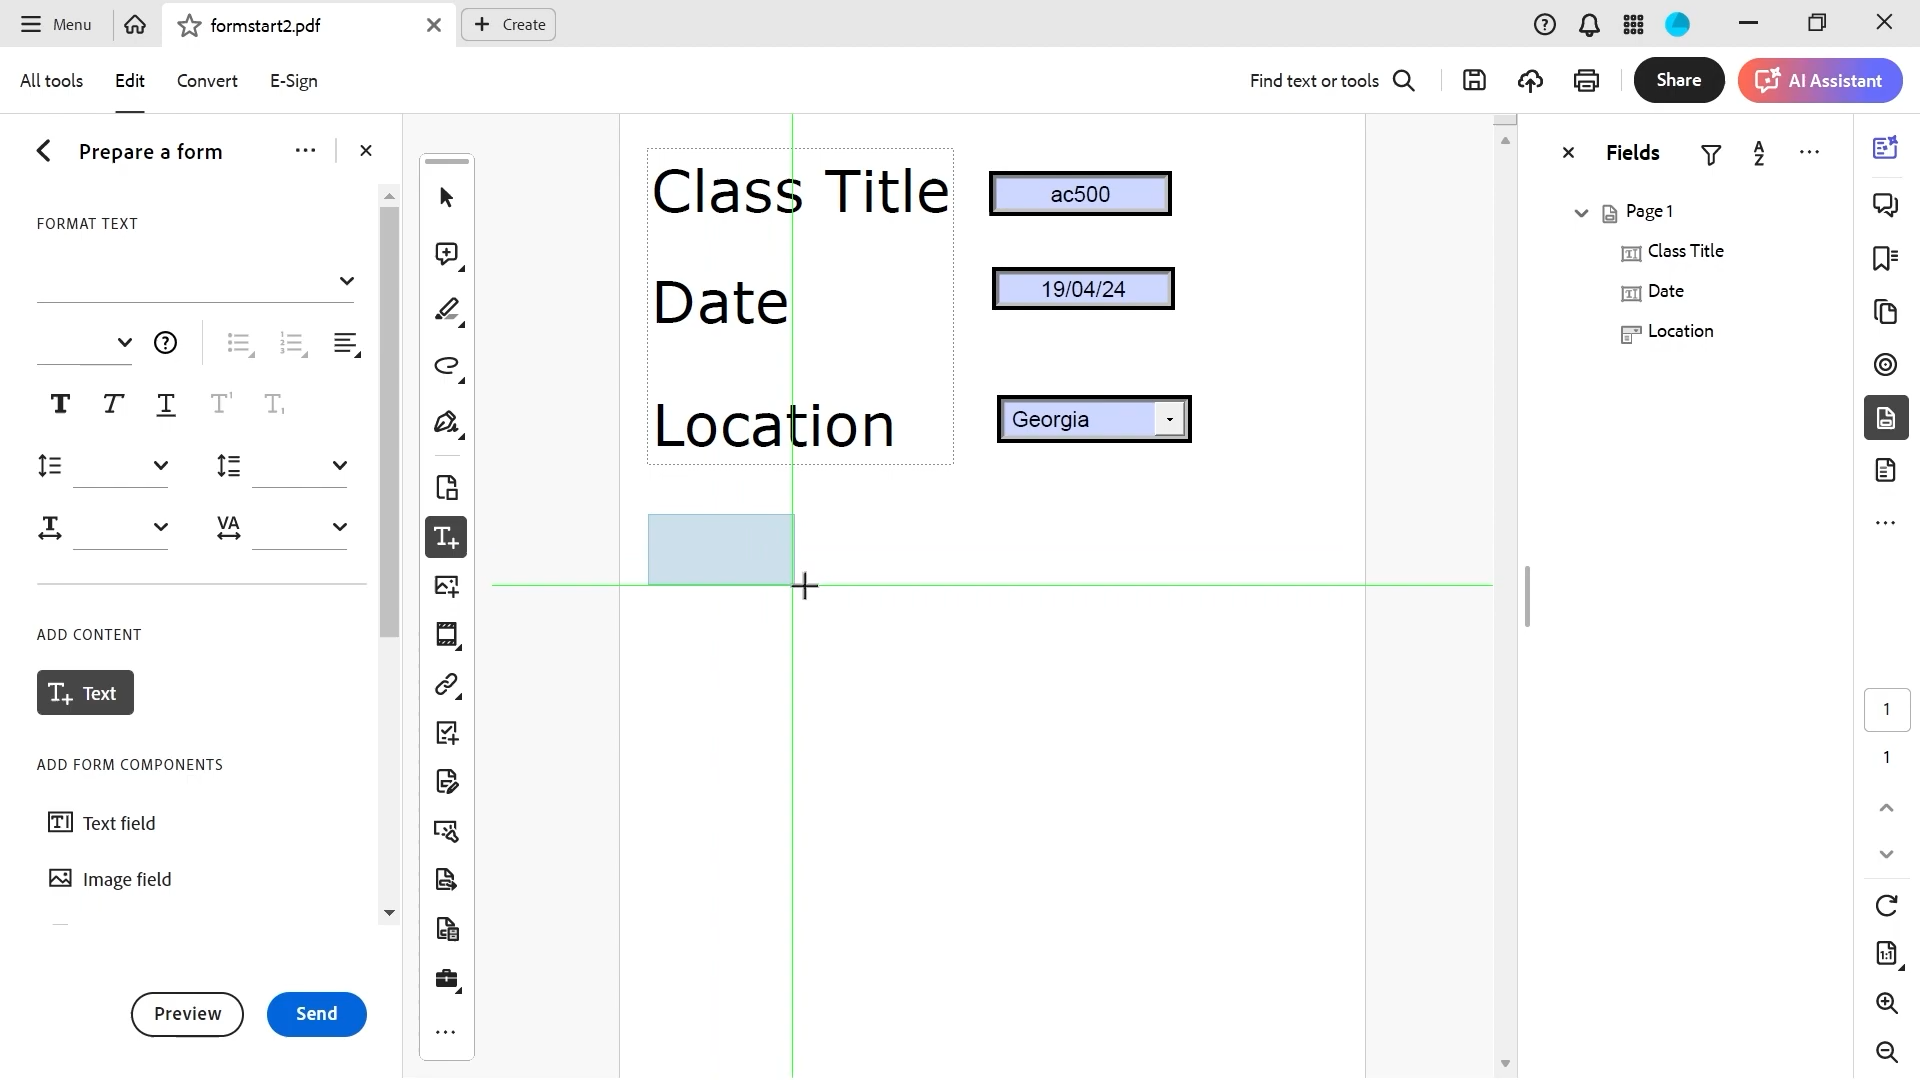 Menu
formstart2.pdf
Create
All tools
Edit
Convert
E-Sign
Find text or tools
Share
AI Assistant
Prepare a form
FORMAT TEXT
ADD CONTENT
Text
ADD FORM COMPONENTS
Text field
Image field
Preview
Send
Class Title
ac500
Date
19/04/24
Location
Georgia
Fields
Page 1
Class Title
Date
Location
1
1